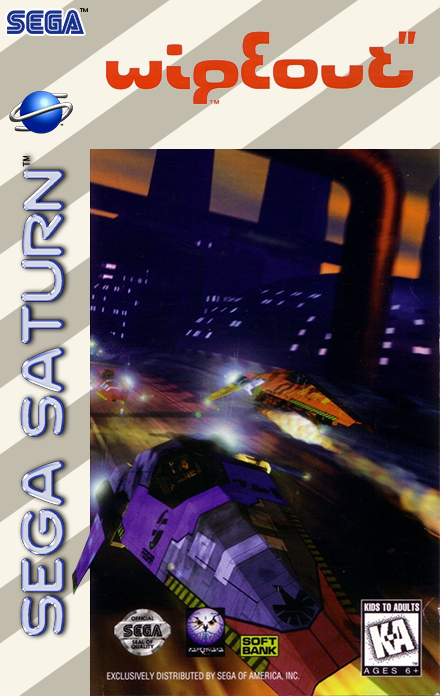 SEGA™
wipEout"
™
SEGA SATURN™
OFFICIAL
SEGA
SEAL OF
QUALITY
PSYGNOSIS
SOFT
BANK
KIDS TO ADULTS
K-A
AGES 6+
EXCLUSIVELY DISTRIBUTED BY SEGA OF AMERICA, INC.